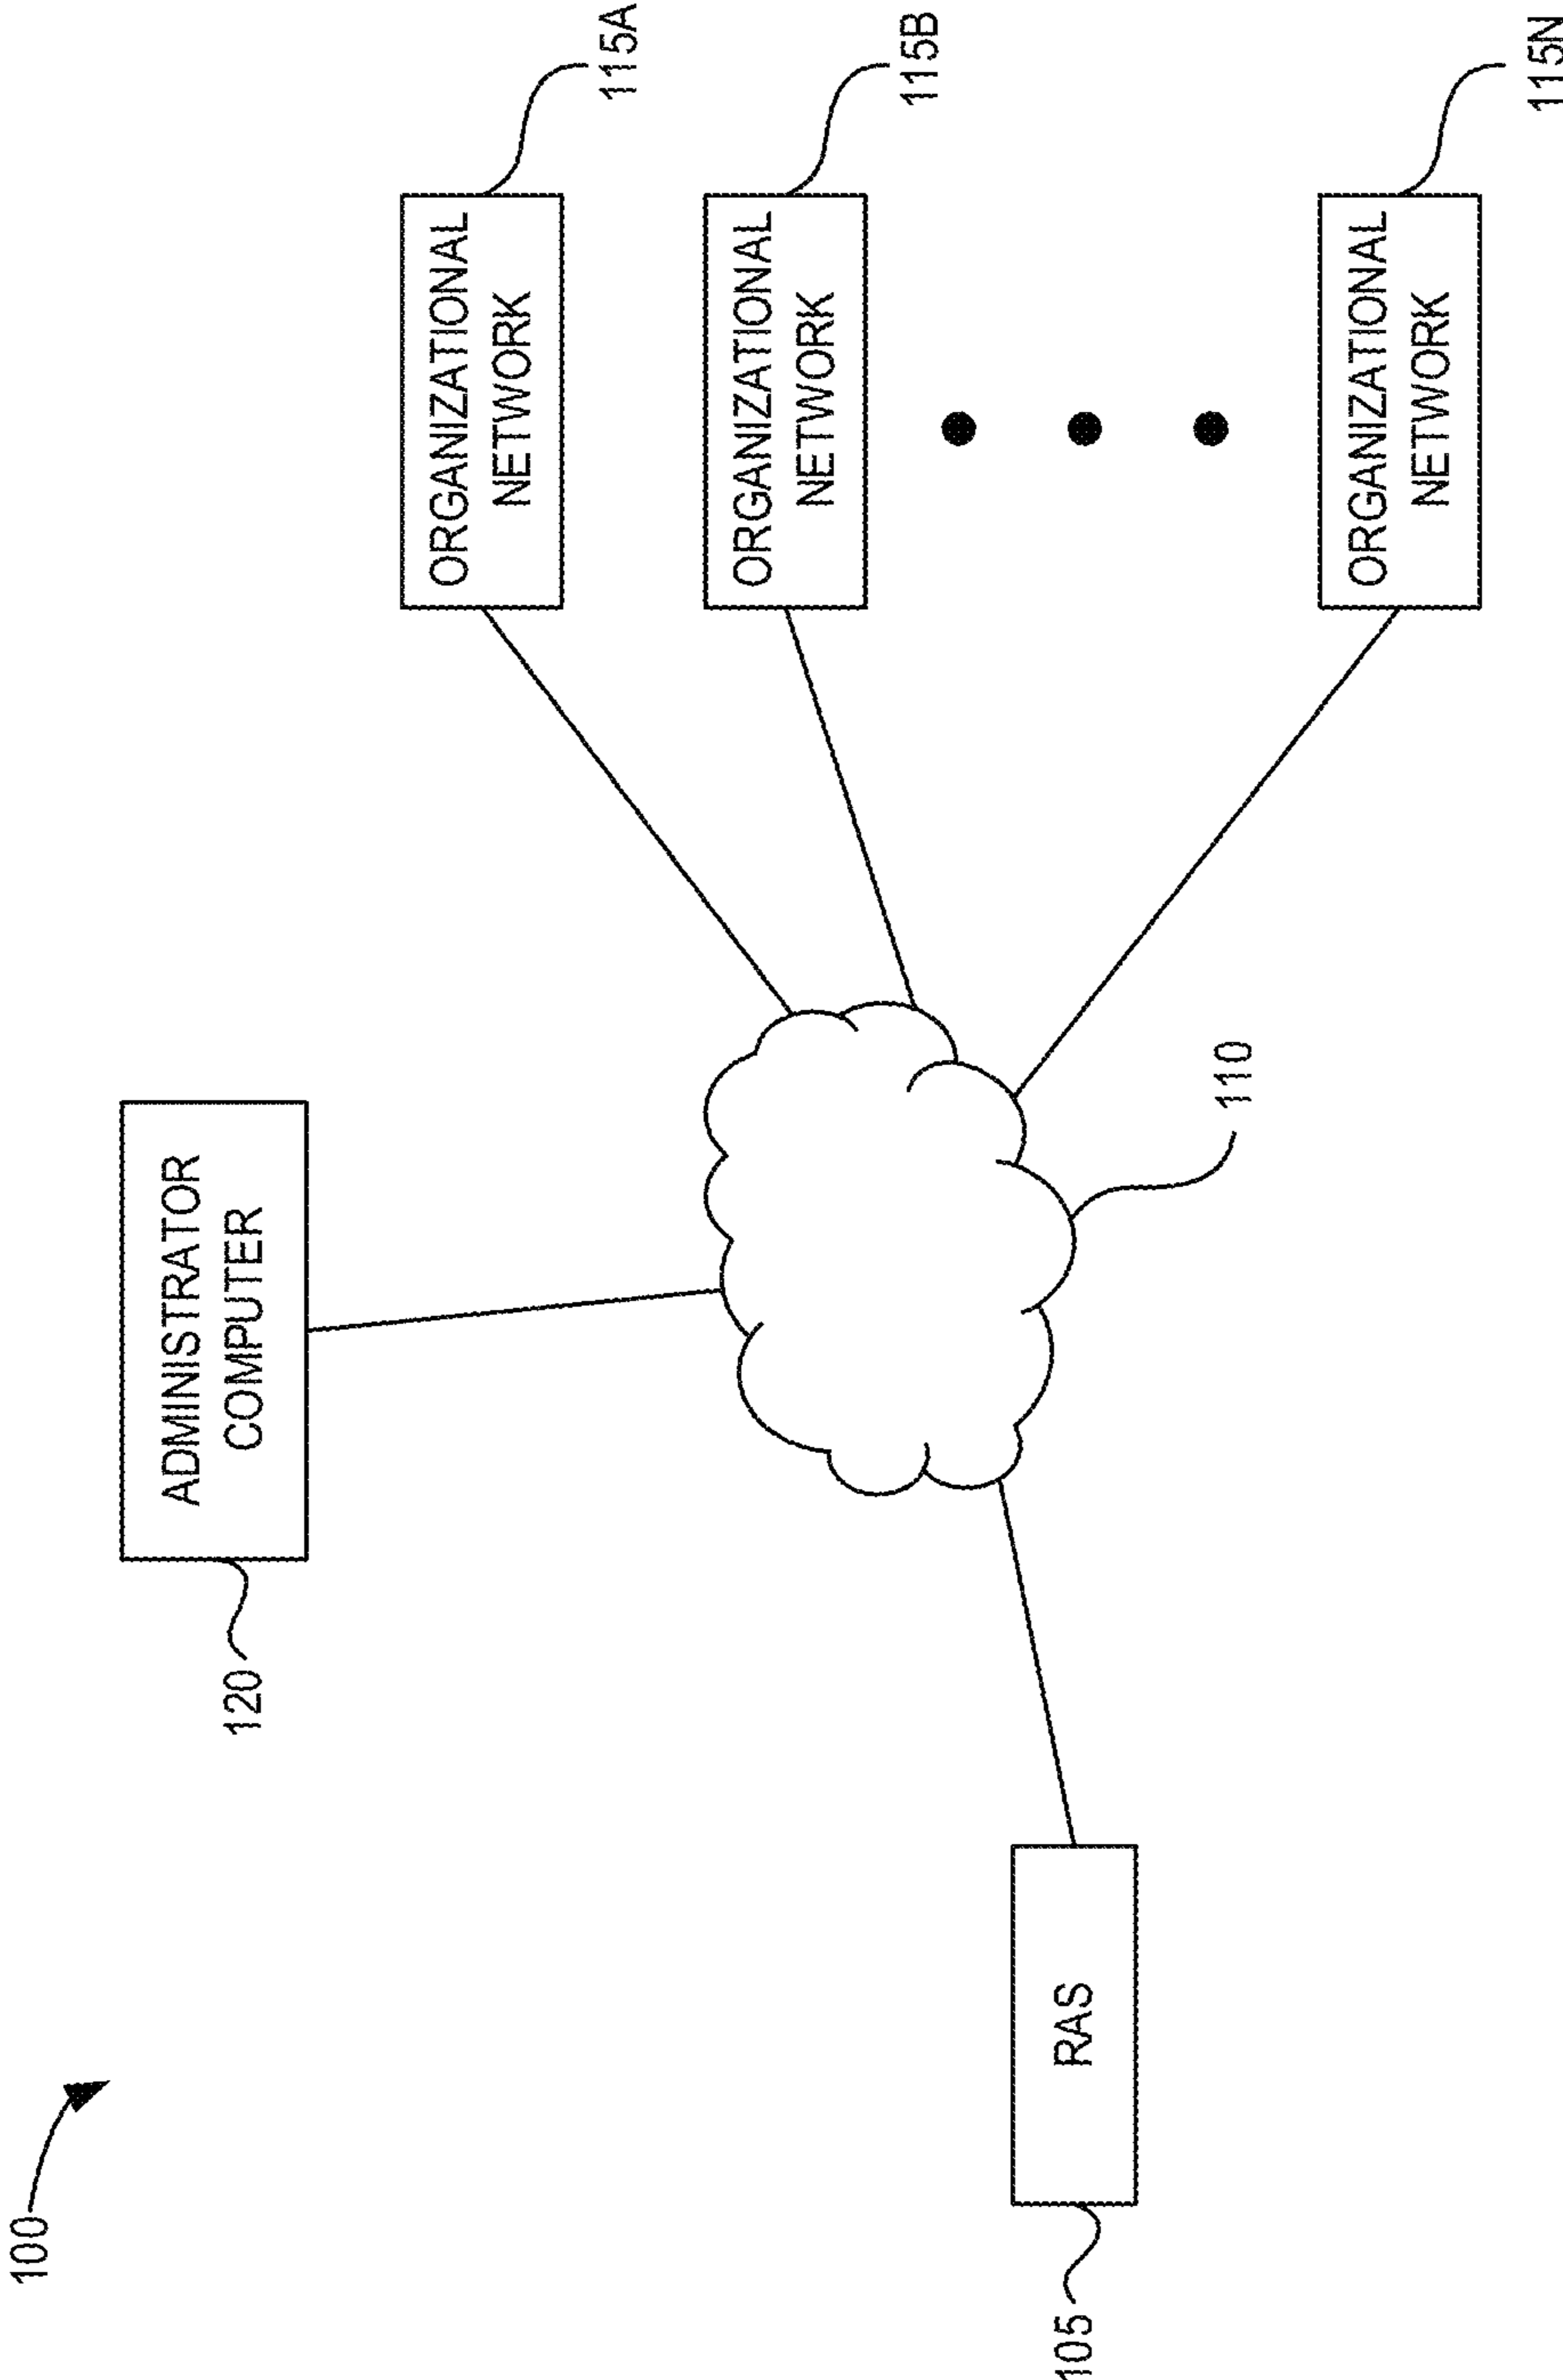 100
120
ADMINISTRATOR
COMPUTER
ORGANIZATIONAL
NETWORK
115A
ORGANIZATIONAL
NETWORK
115B
105
RAS
110
ORGANIZATIONAL
NETWORK
115N